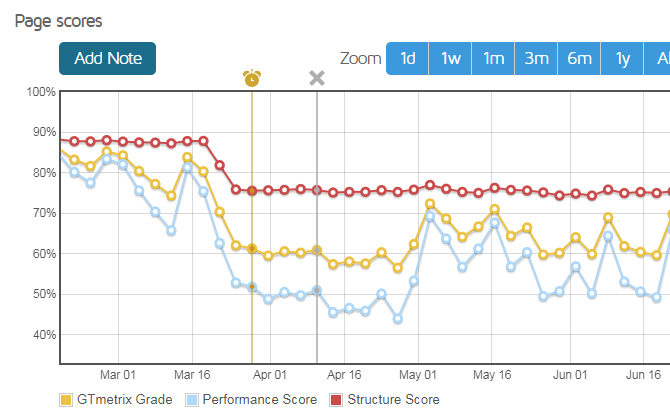 Page scores
Add Note Zoom 1d 1w 1m 3m 6m 1y
100%
90%
80%
70%
60%
50%
40%
Mar 01 Mar 16 Apr 01 Apr 16 May 01 May 16 Jun 01 Jun 16
GTmetrix Grade Performance Score Structure Score